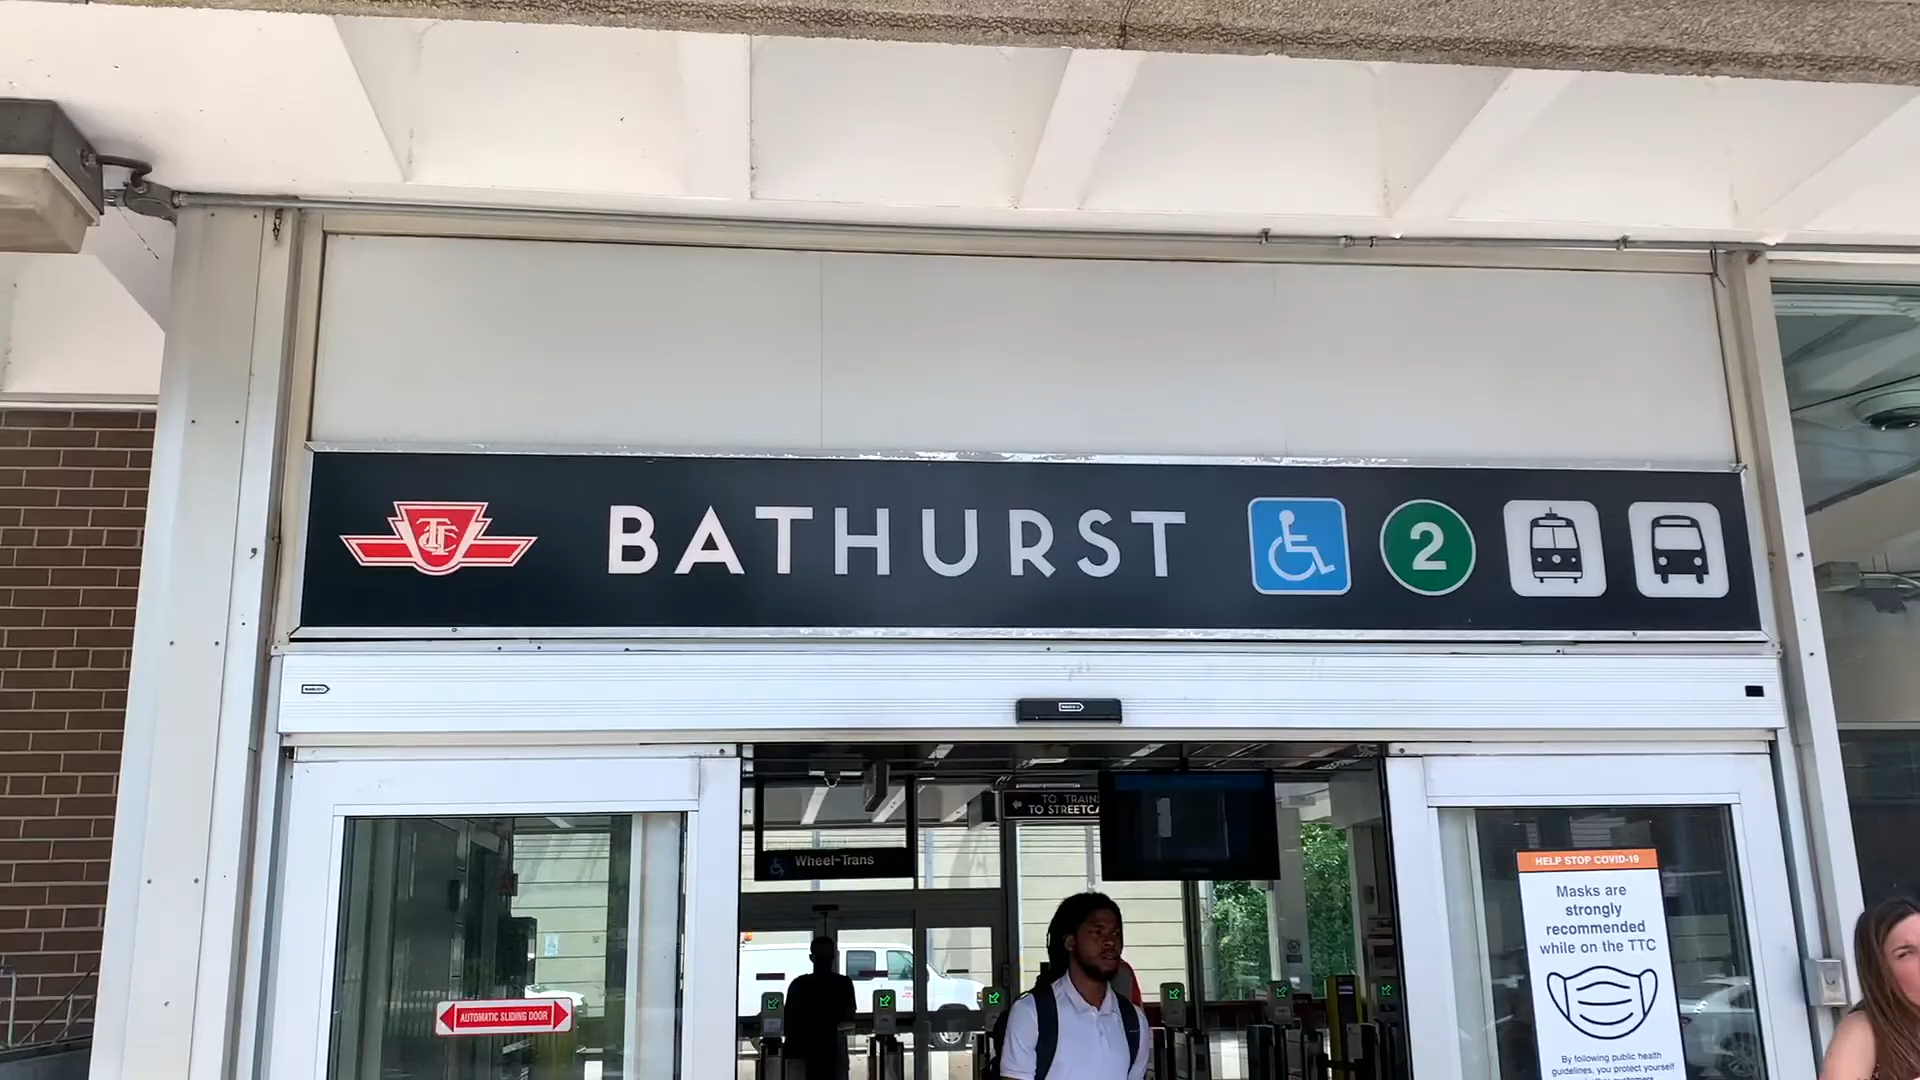 TTC
BATHURST
2
TO TRAINS
TO STREETCA
Wheel-Trans
HELP STOP COVID-19
Masks are
strongly
recommended
while on the TTC
By following public health
guidelines, you protect yourself
AUTOMATIC SLIDING DOOR